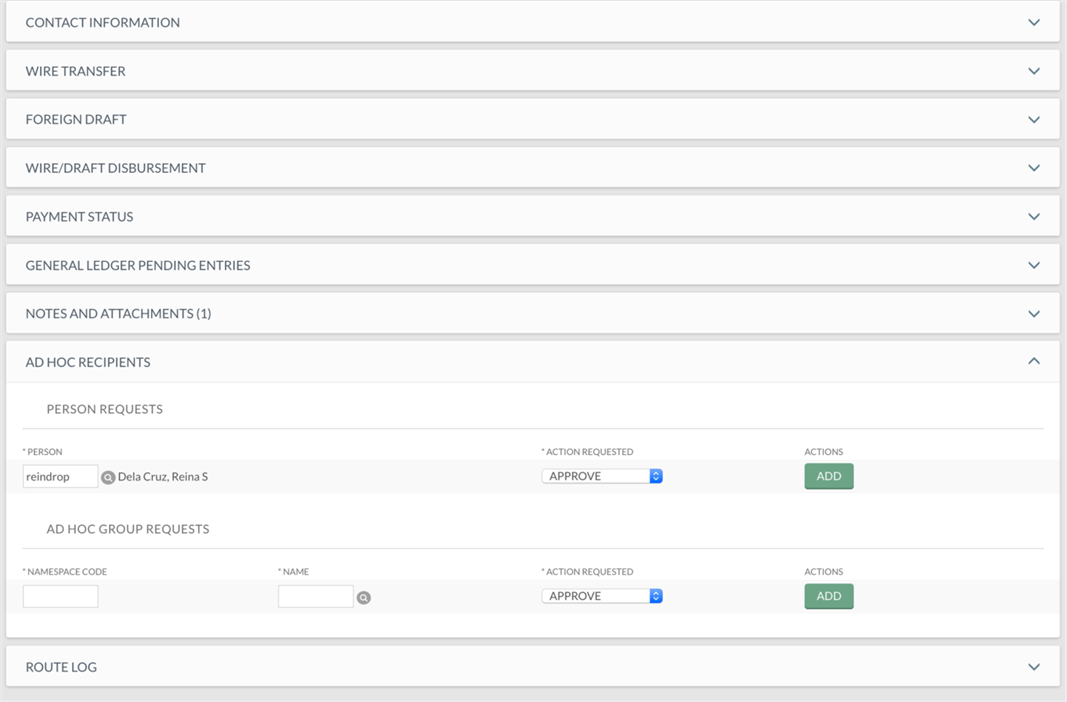 CONTACT INFORMATION
WIRE TRANSFER
FOREIGN DRAFT
WIRE/DRAFT DISBURSEMENT
PAYMENT STATUS
GENERAL LEDGER PENDING ENTRIES
NOTES AND ATTACHMENTS (1)
AD HOC RECIPIENTS
PERSON REQUESTS
* PERSON * ACTION REQUESTED ACTIONS
reindrop Dela Cruz, Reina S APPROVE ADD
AD HOC GROUP REQUESTS
* NAMESPACE CODE * NAME * ACTION REQUESTED ACTIONS
APPROVE ADD
ROUTE LOG